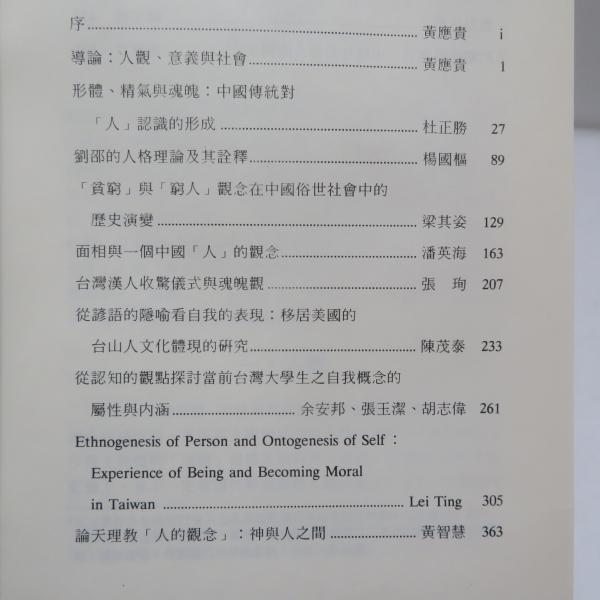 序 黃應貴 i
導論：人觀、意義與社會 黃應貴 1
形體、精氣與魂魄：中國傳統對
「人」認識的形成 杜正勝 27
劉邵的人格理論及其詮釋 楊國樞 89
「貧窮」與「窮人」觀念在中國俗世社會中的
歷史演變 梁其姿 129
面相與一個中國「人」的觀念 潘英海 163
台灣漢人收驚儀式與魂魄觀 張 珣 207
從諺語的隱喻看自我的表現：移居美國的
台山人文化體現的研究 陳茂泰 233
從認知的觀點探討當前台灣大學生之自我概念的
屬性與內涵 余安邦、張玉潔、胡志偉 261
Ethnogenesis of Person and Ontogenesis of Self：
Experience of Being and Becoming Moral
in Taiwan Lei Ting 305
論天理教「人的觀念」：神與人之間 黃智慧 363